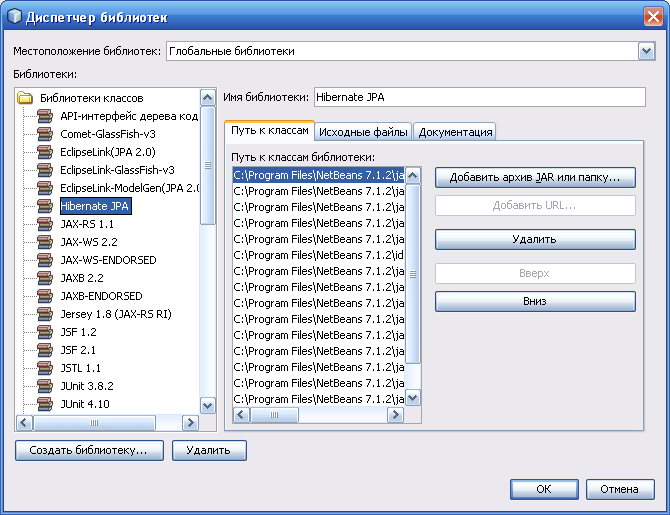 Диспетчер библиотек
Местоположение библиотек: Глобальные библиотеки
Библиотеки:
Библиотеки классов
API-интерфейс дерева код
Comet-GlassFish-v3
EclipseLink(JPA 2.0)
EclipseLink-GlassFish-v3
EclipseLink-ModelGen(JPA 2.0
Hibernate JPA
JAX-RS 1.1
JAX-WS 2.2
JAX-WS-ENDORSED
JAXB 2.2
JAXB-ENDORSED
Jersey 1.8 (JAX-RS RI)
JSF 1.2
JSF 2.1
JSTL 1.1
JUnit 3.8.2
JUnit 4.10
Создать библиотеку...
Удалить
Имя библиотеки: Hibernate JPA
Путь к классам
Исходные файлы
Документация
Путь к классам библиотеки:
C:\Program Files\NetBeans 7.1.2\ja
C:\Program Files\NetBeans 7.1.2\ja
C:\Program Files\NetBeans 7.1.2\ja
C:\Program Files\NetBeans 7.1.2\ja
C:\Program Files\NetBeans 7.1.2\ja
C:\Program Files\NetBeans 7.1.2\id
C:\Program Files\NetBeans 7.1.2\ja
C:\Program Files\NetBeans 7.1.2\ja
C:\Program Files\NetBeans 7.1.2\ja
C:\Program Files\NetBeans 7.1.2\ja
C:\Program Files\NetBeans 7.1.2\ja
C:\Program Files\NetBeans 7.1.2\ja
C:\Program Files\NetBeans 7.1.2\ja
C:\Program Files\NetBeans 7.1.2\ja
C:\Program Files\NetBeans 7.1.2\ja
Добавить архив JAR или папку...
Добавить URL...
Удалить
Вверх
Вниз
OK
Отмена